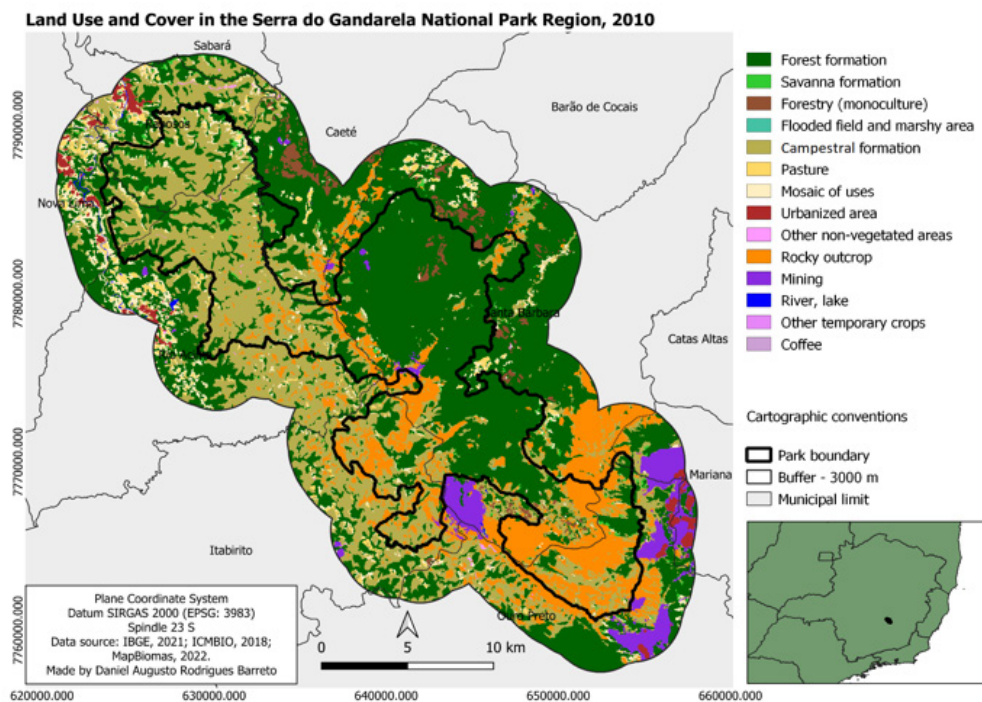 Land Use and Cover in the Serra do Gandarela National Park Region, 2010
Sabará
Barão de Cocais
Caeté
Nova Lima
Santa Bárbara
Catas Altas
Mariana
Itabirito
Ouro Preto
7790000.000
7780000.000
7770000.000
7760000.000
Forest formation
Savanna formation
Forestry (monoculture)
Flooded field and marshy area
Campestral formation
Pasture
Mosaic of uses
Urbanized area
Other non-vegetated areas
Rocky outcrop
Mining
River, lake
Other temporary crops
Coffee
Cartographic conventions
Park boundary
Buffer - 3000 m
Municipal limit
Plane Coordinate System
Datum SIRGAS 2000 (EPSG: 3983)
Spindle 23 S
Data source: IBGE, 2021; ICMBIO, 2018;
MapBiomas, 2022.
Made by Daniel Augusto Rodrigues Barreto
0 5 10 km
620000.000 630000.000 640000.000 650000.000 660000.000